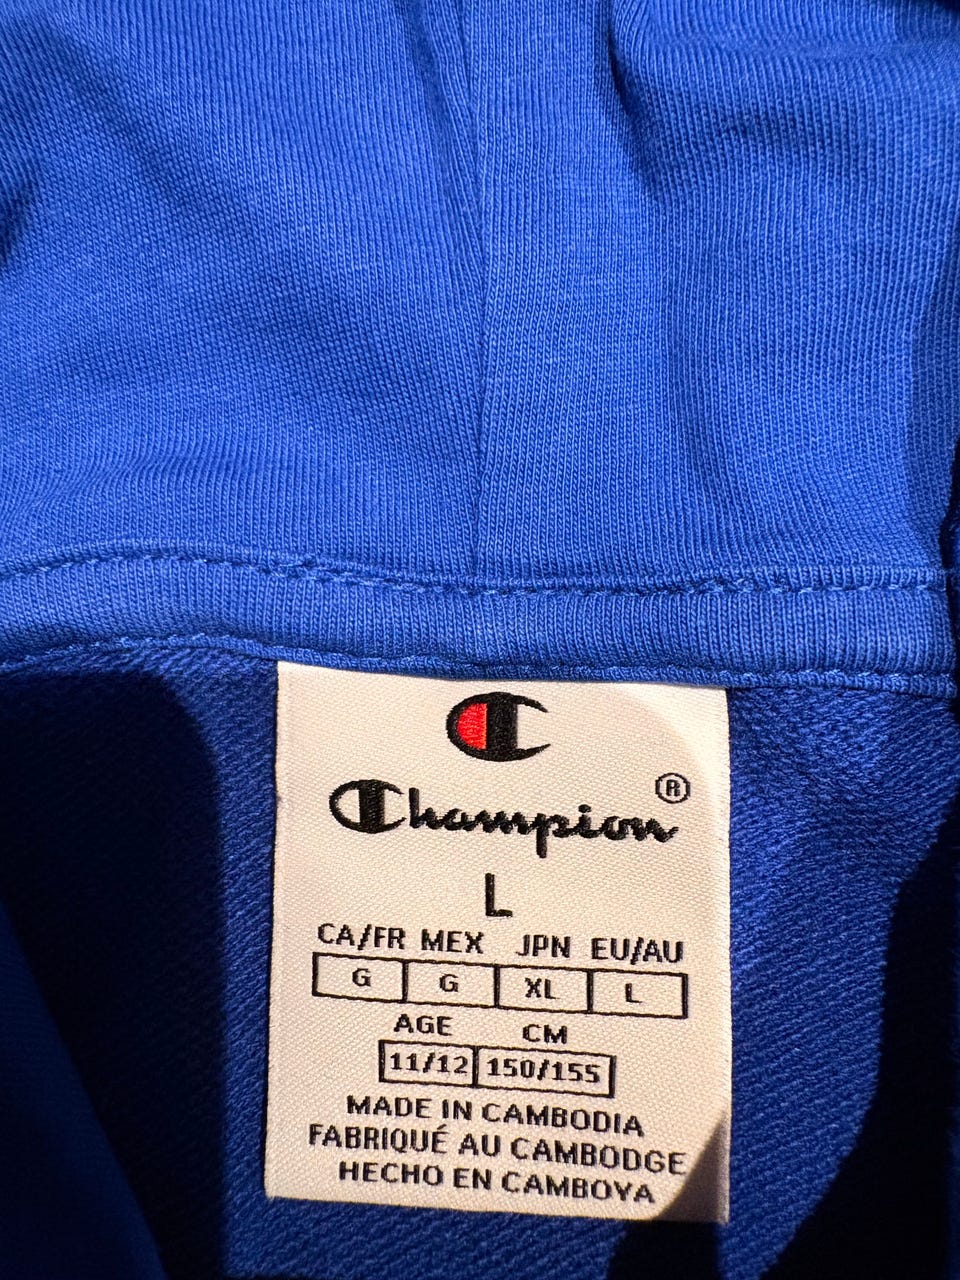 Champion®
L
CA/FR MEX JPN EU/AU
G G XL L
AGE CM
11/12 150/155
MADE IN CAMBODIA
FABRIQUÉ AU CAMBODGE
HECHO EN CAMBOYA